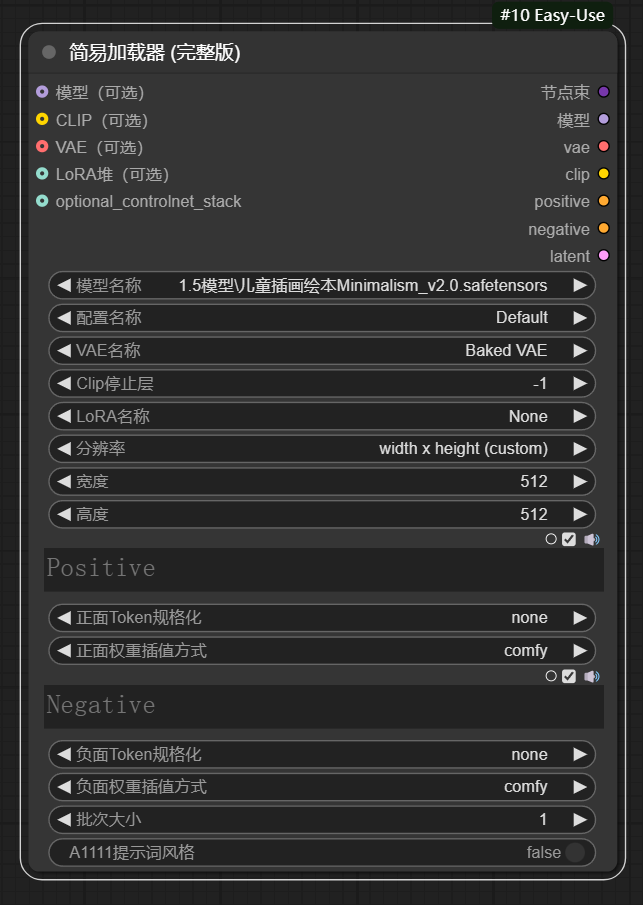 #10 Easy-Use
简易加载器 (完整版)
模型（可选） 节点束
CLIP（可选） 模型
VAE（可选） vae
LoRA堆（可选） clip
optional_controlnet_stack positive
negative
latent
模型名称 1.5模型\儿童插画绘本Minimalism_v2.0.safetensors
配置名称 Default
VAE名称 Baked VAE
Clip停止层 -1
LoRA名称 None
分辨率 width x height (custom)
宽度 512
高度 512
Positive
正面Token规格化 none
正面权重插值方式 comfy
Negative
负面Token规格化 none
负面权重插值方式 comfy
批次大小 1
A1111提示词风格 false